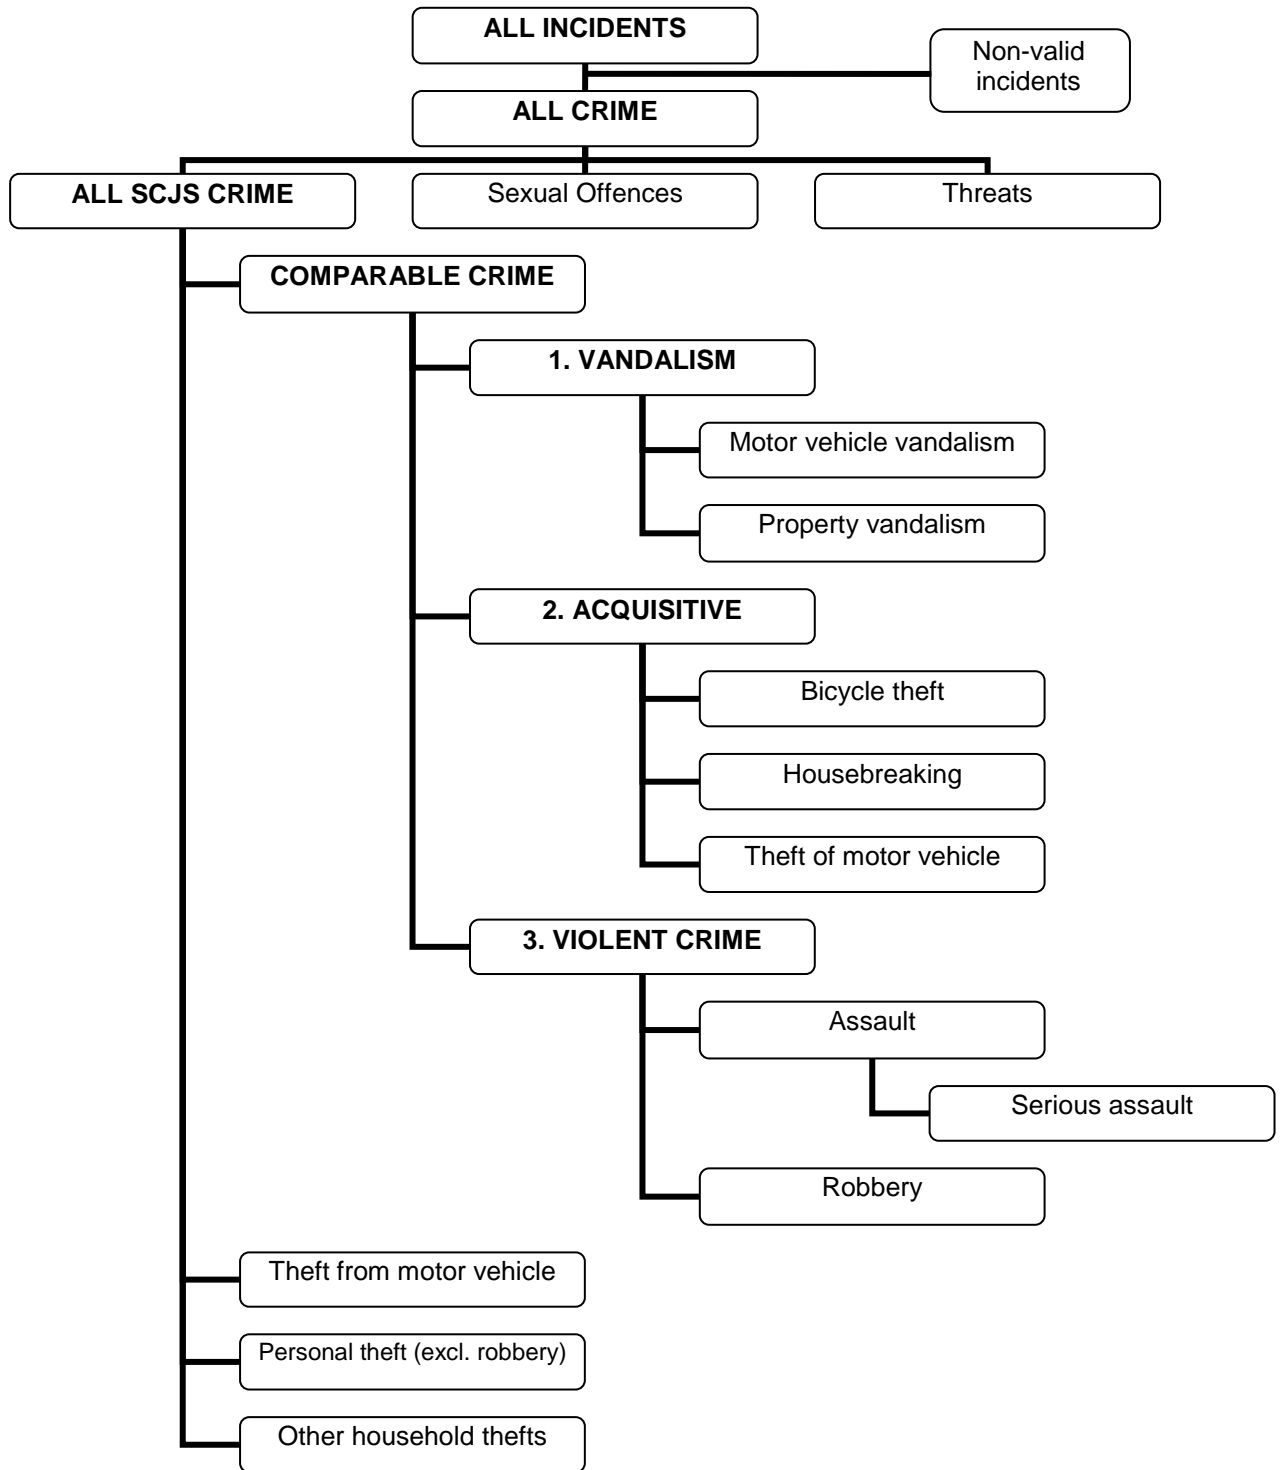 ALL INCIDENTS
Non-valid
incidents
ALL CRIME
ALL SCJS CRIME
Sexual Offences
Threats
COMPARABLE CRIME
1. VANDALISM
Motor vehicle vandalism
Property vandalism
2. ACQUISITIVE
Bicycle theft
Housebreaking
Theft of motor vehicle
3. VIOLENT CRIME
Assault
Serious assault
Robbery
Theft from motor vehicle
Personal theft (excl. robbery)
Other household thefts